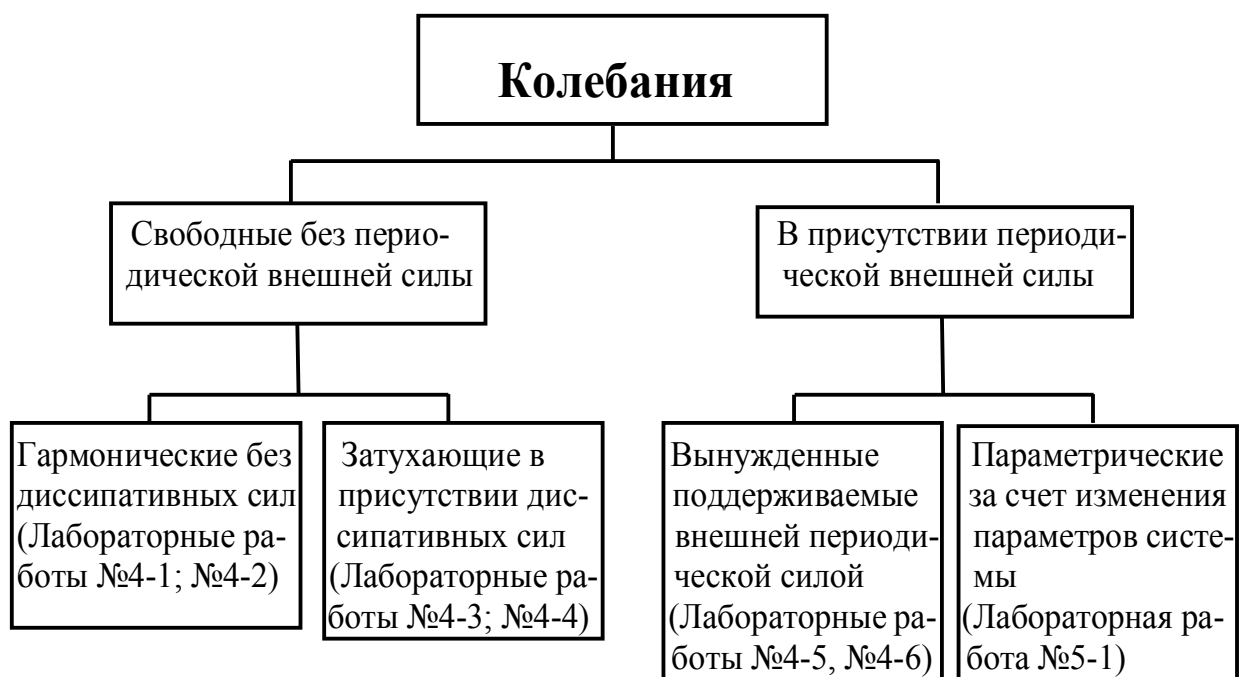 Колебания
Свободные без перио-
дической внешней силы
В присутствии периоди-
ческой внешней силы
Гармонические без
диссипативных сил
(Лабораторные ра-
боты №4-1; №4-2)
Затухающие в
присутствии дис-
сипативных сил
(Лабораторные ра-
боты №4-3; №4-4)
Вынужденные
поддерживаемые
внешней периоди-
ческой силой
(Лабораторные ра-
боты №4-5, №4-6)
Параметрические
за счет изменения
параметров систе-
мы
(Лабораторная ра-
бота №5-1)